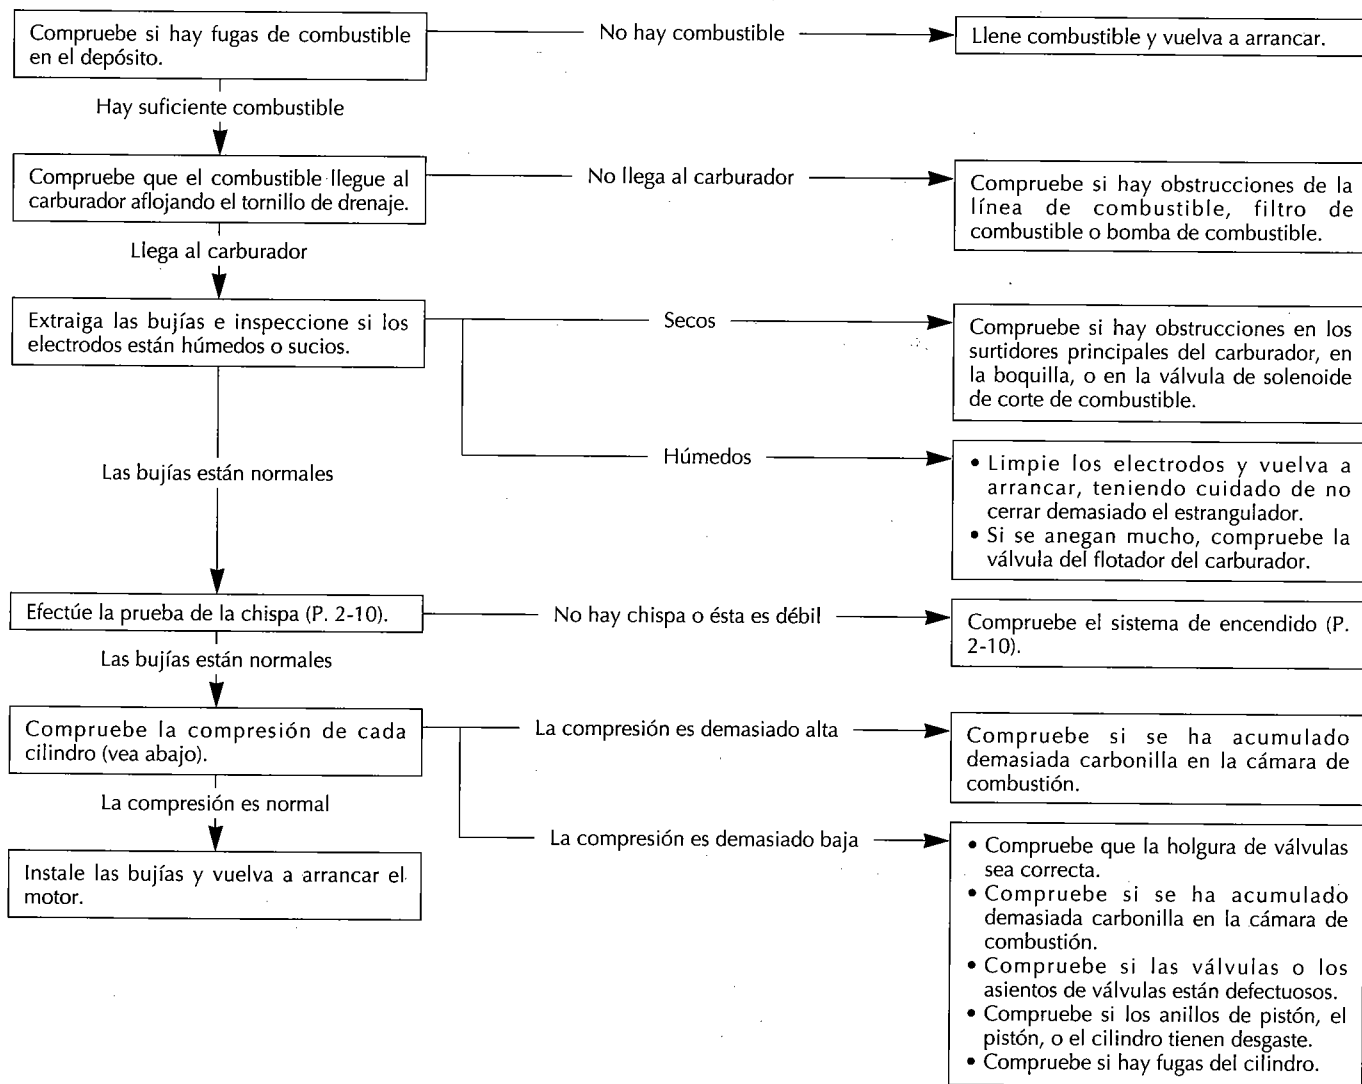 Compruebe si hay fugas de combustible
en el depósito.
No hay combustible
Llene combustible y vuelva a arrancar.
Hay suficiente combustible
Compruebe que el combustible llegue al
carburador aflojando el tornillo de drenaje.
No llega al carburador
Compruebe si hay obstrucciones de la
línea de combustible, filtro de
combustible o bomba de combustible.
Llega al carburador
Extraiga las bujías e inspeccione si los
electrodos están húmedos o sucios.
Secos
Compruebe si hay obstrucciones en los
surtidores principales del carburador, en
la boquilla, o en la válvula de solenoide
de corte de combustible.
Húmedos
• Limpie los electrodos y vuelva a
arrancar, teniendo cuidado de no
cerrar demasiado el estrangulador.
• Si se anegan mucho, compruebe la
válvula del flotador del carburador.
Las bujías están normales
Efectúe la prueba de la chispa (P. 2-10).
No hay chispa o ésta es débil
Compruebe el sistema de encendido (P.
2-10).
Las bujías están normales
Compruebe la compresión de cada
cilindro (vea abajo).
La compresión es demasiado alta
Compruebe si se ha acumulado
demasiada carbonilla en la cámara de
combustión.
La compresión es normal
La compresión es demasiado baja
• Compruebe que la holgura de válvulas
sea correcta.
• Compruebe si se ha acumulado
demasiada carbonilla en la cámara de
combustión.
• Compruebe si las válvulas o los
asientos de válvulas están defectuosos.
• Compruebe si los anillos de pistón, el
pistón, o el cilindro tienen desgaste.
• Compruebe si hay fugas del cilindro.
Instale las bujías y vuelva a arrancar el
motor.